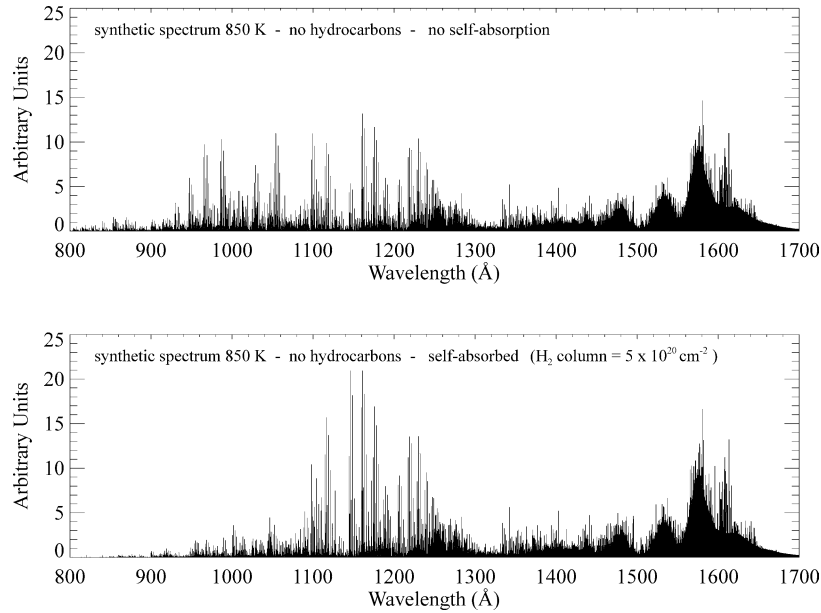 synthetic spectrum 850 K - no hydrocarbons - no self-absorption
Arbitrary Units
25
20
15
10
5
0
800 900 1000 1100 1200 1300 1400 1500 1600 1700
Wavelength (Å)
synthetic spectrum 850 K - no hydrocarbons - self-absorbed (H₂ column = 5 x 10²⁰ cm⁻²)
Arbitrary Units
25
20
15
10
5
0
800 900 1000 1100 1200 1300 1400 1500 1600 1700
Wavelength (Å)